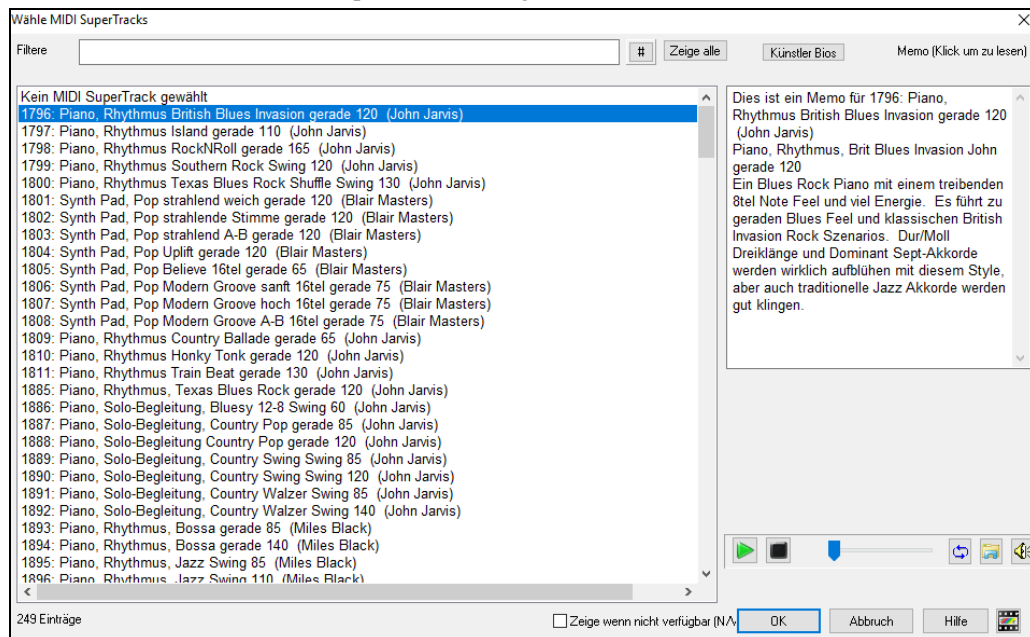 Wähle MIDI SuperTracks
Filtere
#
Zeige alle
Künstler Bios
Memo (Klick um zu lesen)
Kein MIDI SuperTrack gewählt
1796: Piano, Rhythmus British Blues Invasion gerade 120 (John Jarvis)
1797: Piano, Rhythmus Island gerade 110 (John Jarvis)
1798: Piano, Rhythmus RockNRoll gerade 165 (John Jarvis)
1799: Piano, Rhythmus Southern Rock Swing 120 (John Jarvis)
1800: Piano, Rhythmus Texas Blues Rock Shuffle Swing 130 (John Jarvis)
1801: Synth Pad, Pop strahlend weich gerade 120 (Blair Masters)
1802: Synth Pad, Pop strahlende Stimme gerade 120 (Blair Masters)
1803: Synth Pad, Pop strahlend A-B gerade 120 (Blair Masters)
1804: Synth Pad, Pop Uplift gerade 120 (Blair Masters)
1805: Synth Pad, Pop Believe 16tel gerade 65 (Blair Masters)
1806: Synth Pad, Pop Modern Groove sanft 16tel gerade 75 (Blair Masters)
1807: Synth Pad, Pop Modern Groove hoch 16tel gerade 75 (Blair Masters)
1808: Synth Pad, Pop Modern Groove A-B 16tel gerade 75 (Blair Masters)
1809: Piano, Rhythmus Country Ballade gerade 65 (John Jarvis)
1810: Piano, Rhythmus Honky Tonk gerade 120 (John Jarvis)
1811: Piano, Rhythmus Train Beat gerade 130 (John Jarvis)
1885: Piano, Rhythmus, Texas Blues Rock gerade 120 (John Jarvis)
1886: Piano, Solo-Begleitung, Bluesy 12-8 Swing 60 (John Jarvis)
1887: Piano, Solo-Begleitung, Country Pop gerade 85 (John Jarvis)
1888: Piano, Solo-Begleitung Country Pop gerade 120 (John Jarvis)
1889: Piano, Solo-Begleitung, Country Swing Swing 85 (John Jarvis)
1890: Piano, Solo-Begleitung, Country Swing Swing 120 (John Jarvis)
1891: Piano, Solo-Begleitung, Country Walzer Swing 85 (John Jarvis)
1892: Piano, Solo-Begleitung, Country Walzer Swing 140 (John Jarvis)
1893: Piano, Rhythmus, Bossa gerade 85 (Miles Black)
1894: Piano, Rhythmus, Bossa gerade 140 (Miles Black)
1895: Piano, Rhythmus, Jazz Swing 85 (Miles Black)
1896: Piano, Rhythmus, Jazz Swing 110 (Miles Black)
Dies ist ein Memo für 1796: Piano,
Rhythmus British Blues Invasion gerade 120
(John Jarvis)
Piano, Rhythmus, Brit Blues Invasion John
gerade 120
Ein Blues Rock Piano mit einem treibenden
8tel Note Feel und viel Energie. Es führt zu
geraden Blues Feel und klassischen British
Invasion Rock Szenarios. Dur/Moll
Dreiklänge und Dominant Sept-Akkorde
werden wirklich aufblühen mit diesem Style,
aber auch traditionelle Jazz Akkorde werden
gut klingen.
249 Einträge
Zeige wenn nicht verfügbar (N/
OK
Abbruch
Hilfe